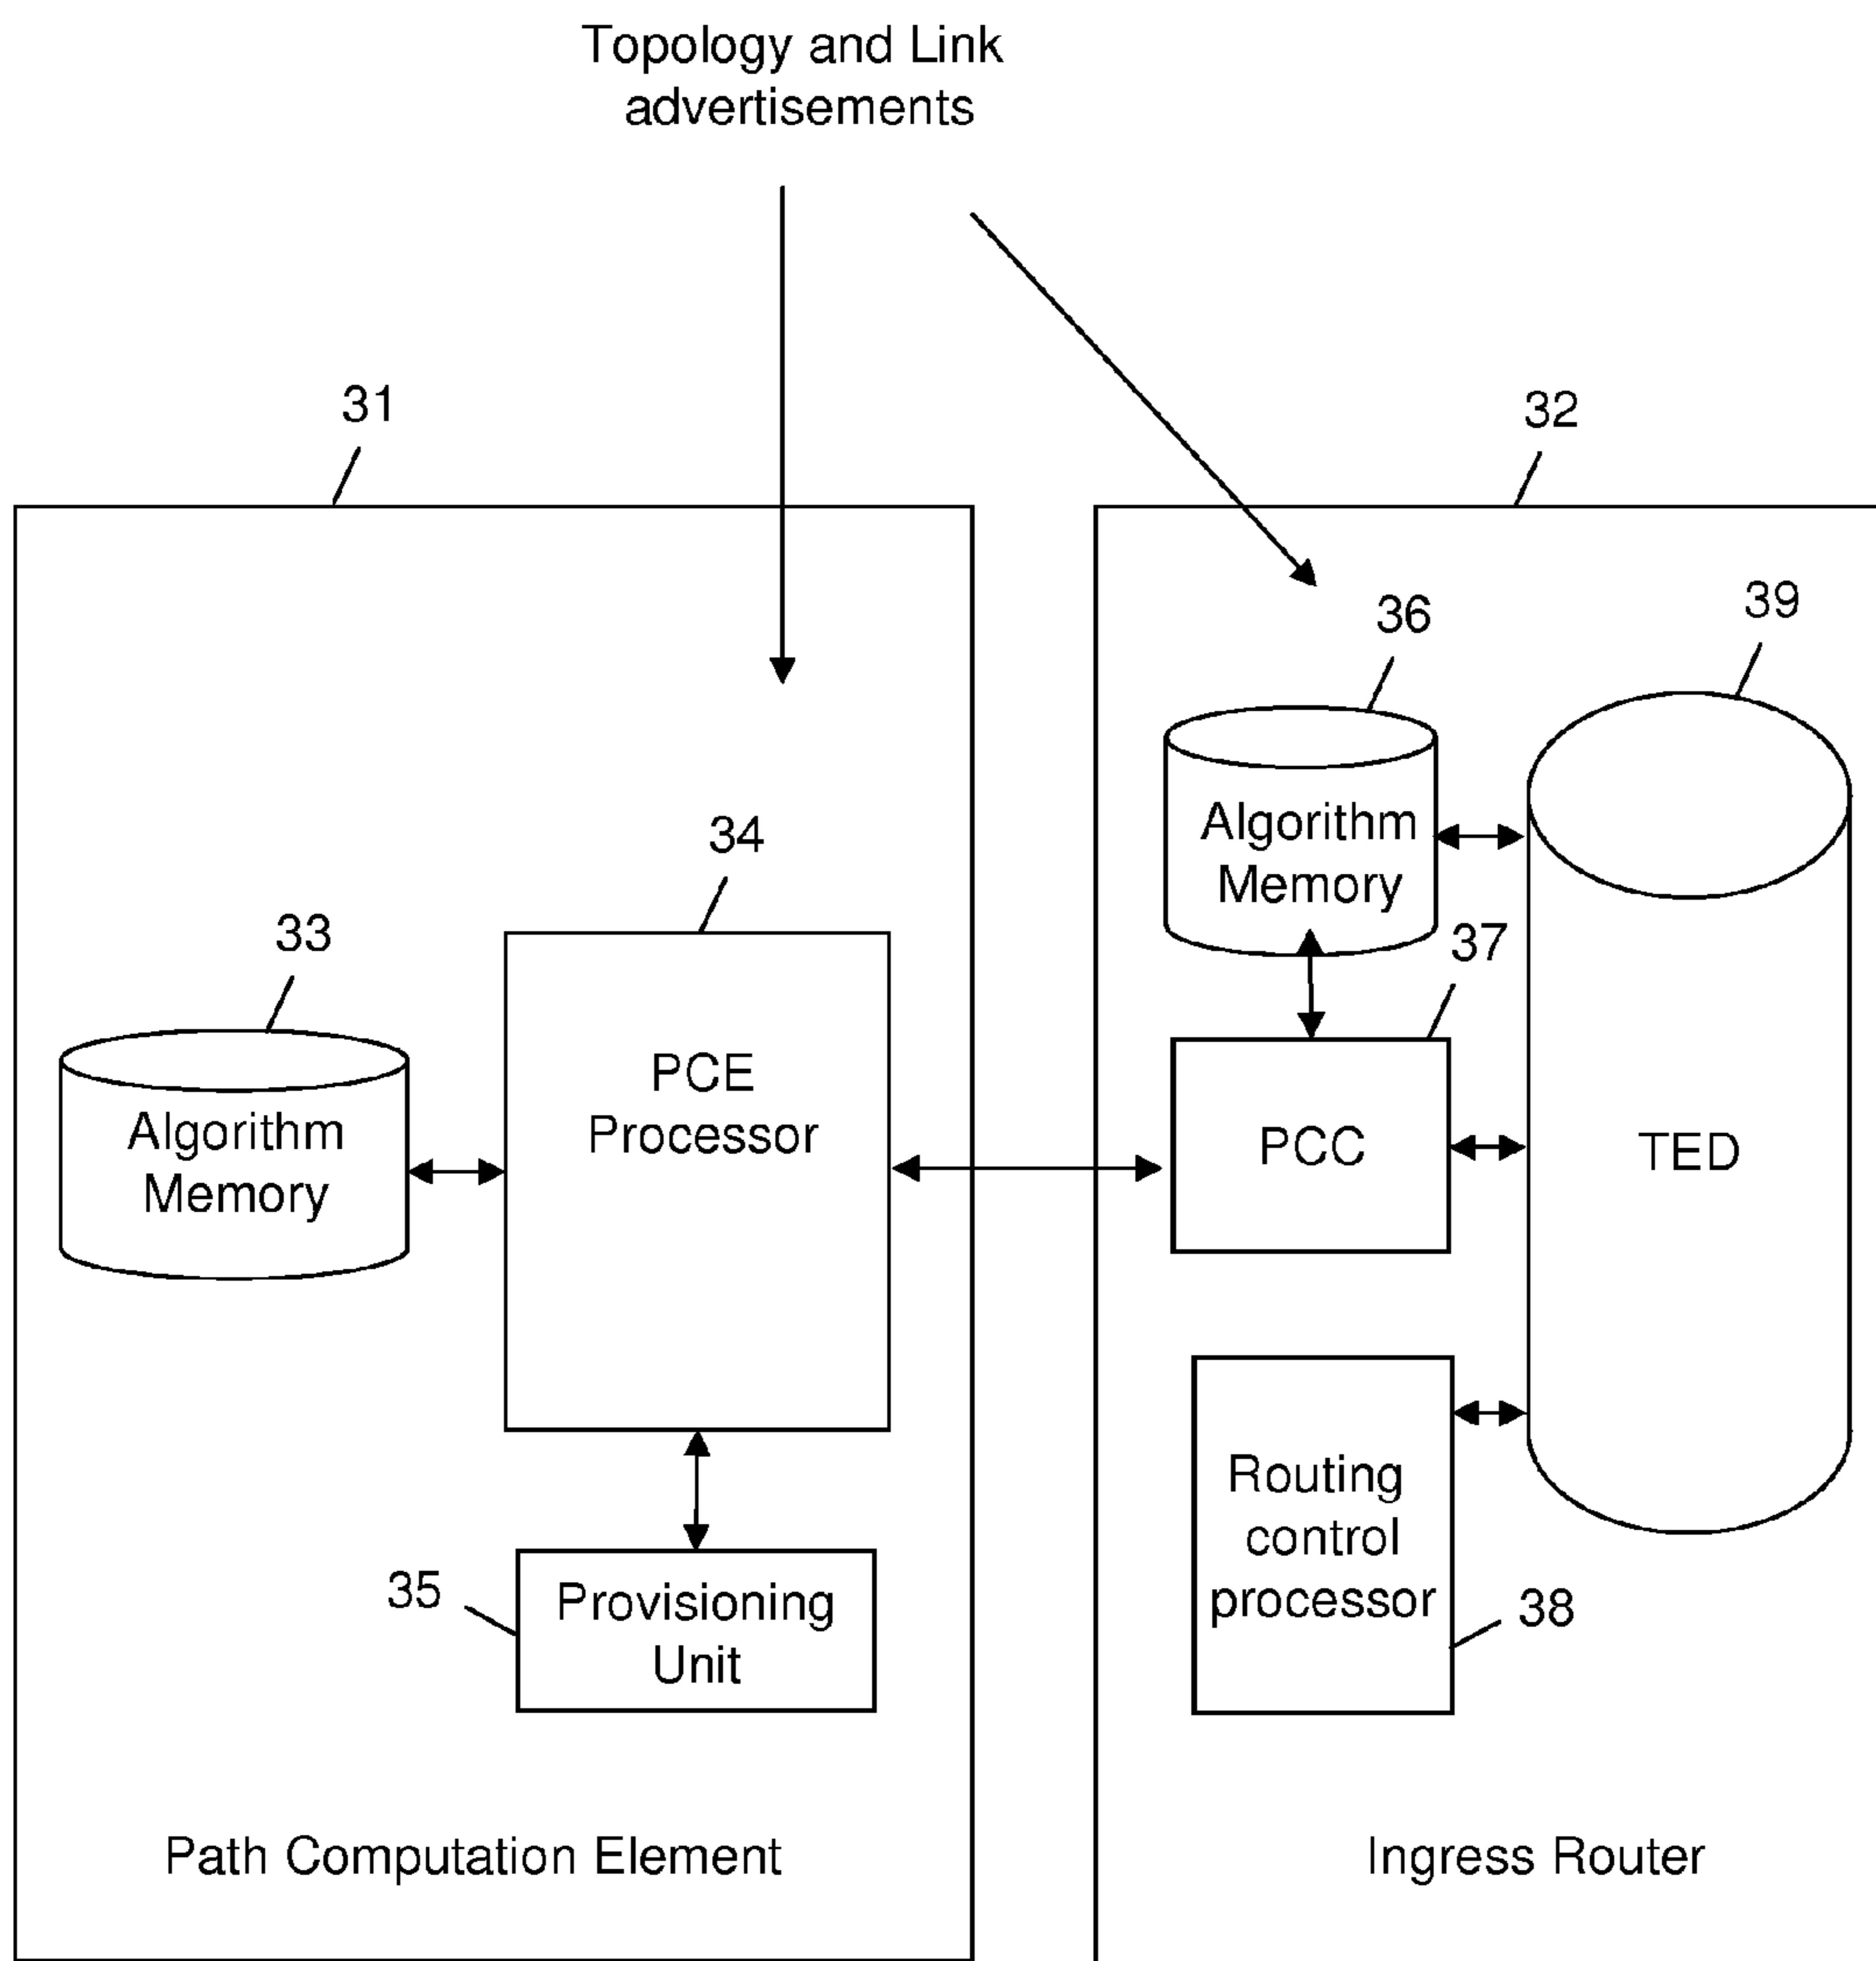 Topology and Link
advertisements
31
32
36
39
34
Algorithm
Memory
33
37
PCE
Processor
Algorithm
Memory
PCC
TED
Routing
control
processor
35
Provisioning
Unit
38
Path Computation Element
Ingress Router